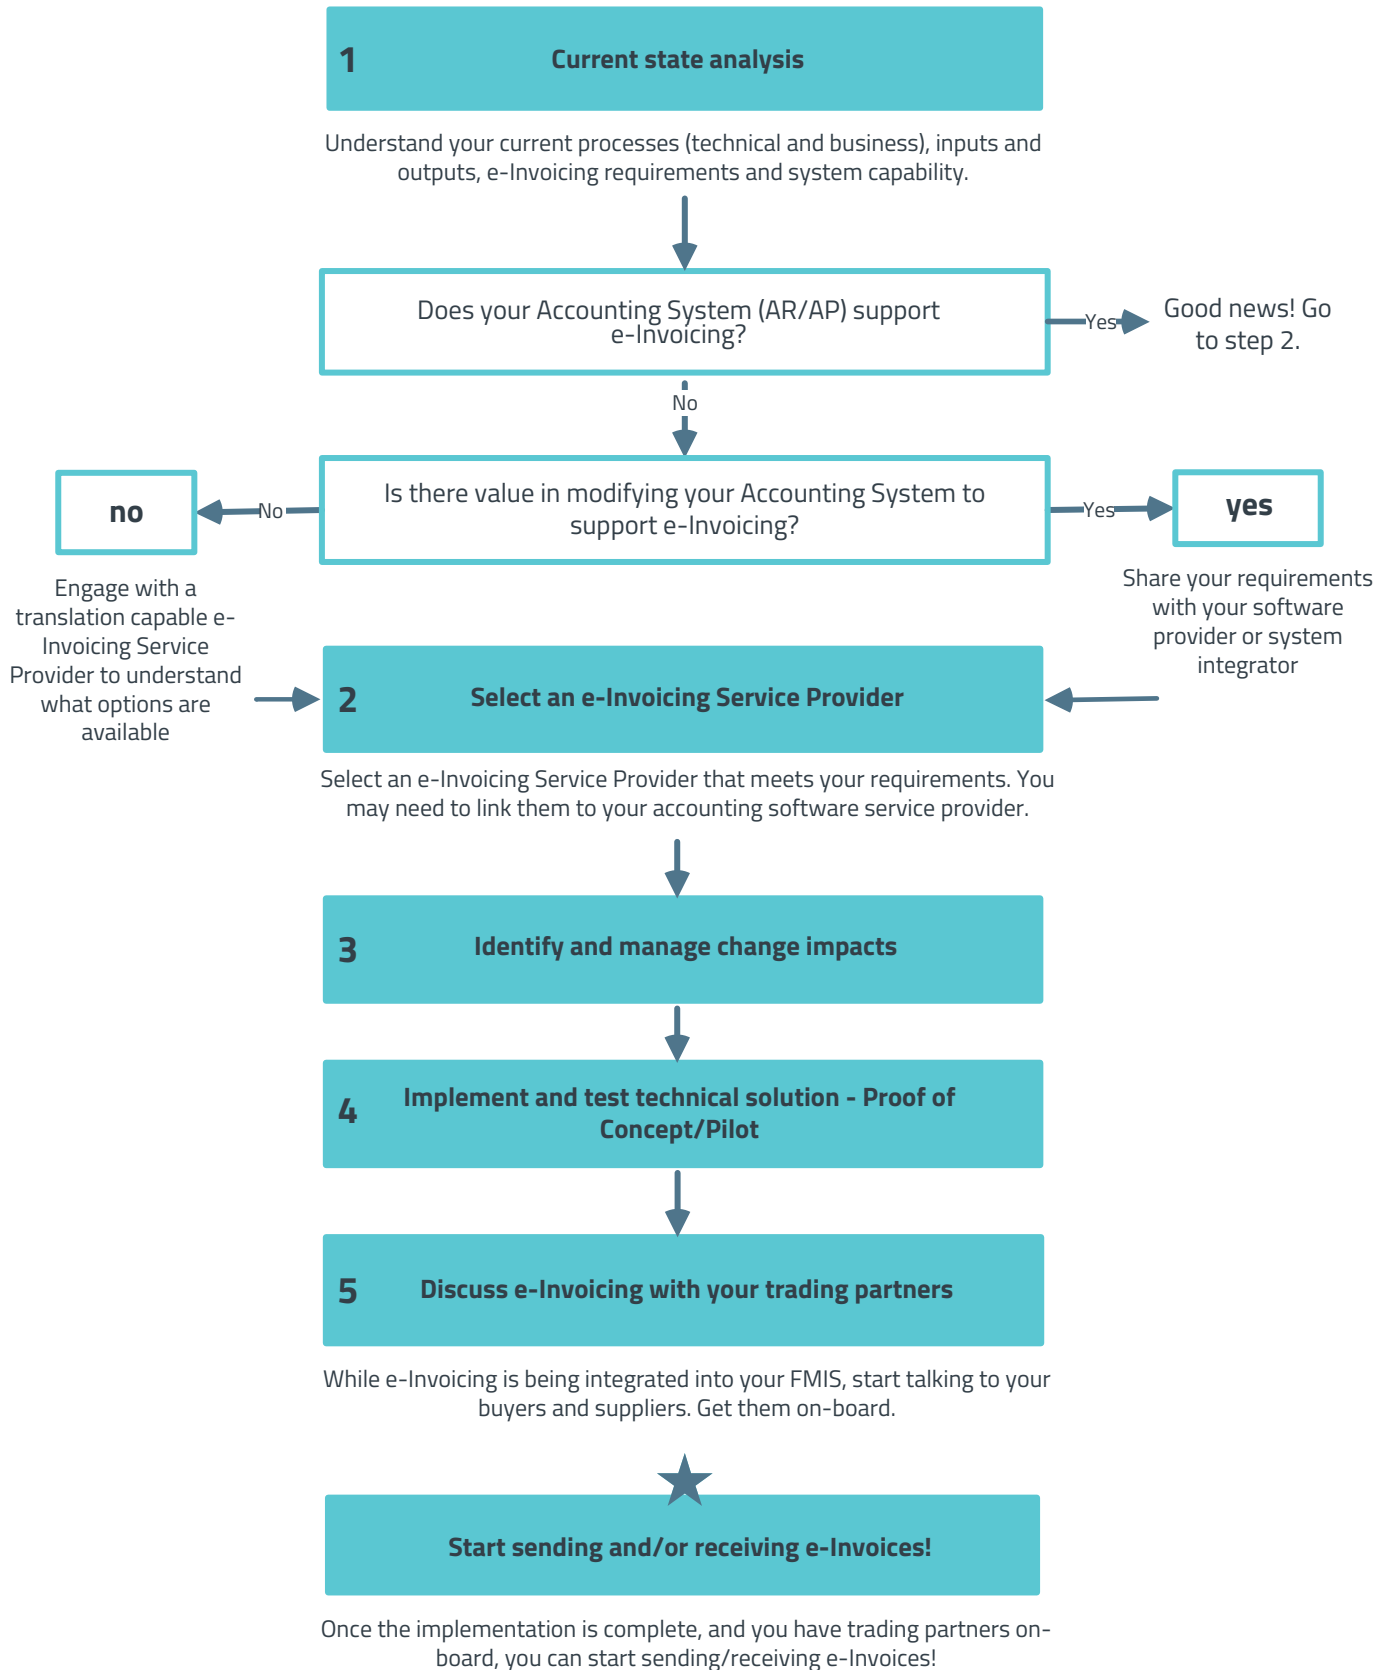 1
Current state analysis
Understand your current processes (technical and business), inputs and
outputs, e-Invoicing requirements and system capability.
Does your Accounting System (AR/AP) support
e-Invoicing?
Yes
Good news! Go
to step 2.
No
Is there value in modifying your Accounting System to
support e-Invoicing?
No
no
Engage with a
translation capable e-
Invoicing Service
Provider to understand
what options are
available
Yes
yes
Share your requirements
with your software
provider or system
integrator
2
Select an e-Invoicing Service Provider
Select an e-Invoicing Service Provider that meets your requirements. You
may need to link them to your accounting software service provider.
3
Identify and manage change impacts
4
Implement and test technical solution - Proof of
Concept/Pilot
5
Discuss e-Invoicing with your trading partners
While e-Invoicing is being integrated into your FMIS, start talking to your
buyers and suppliers. Get them on-board.
Start sending and/or receiving e-Invoices!
Once the implementation is complete, and you have trading partners on-
board, you can start sending/receiving e-Invoices!